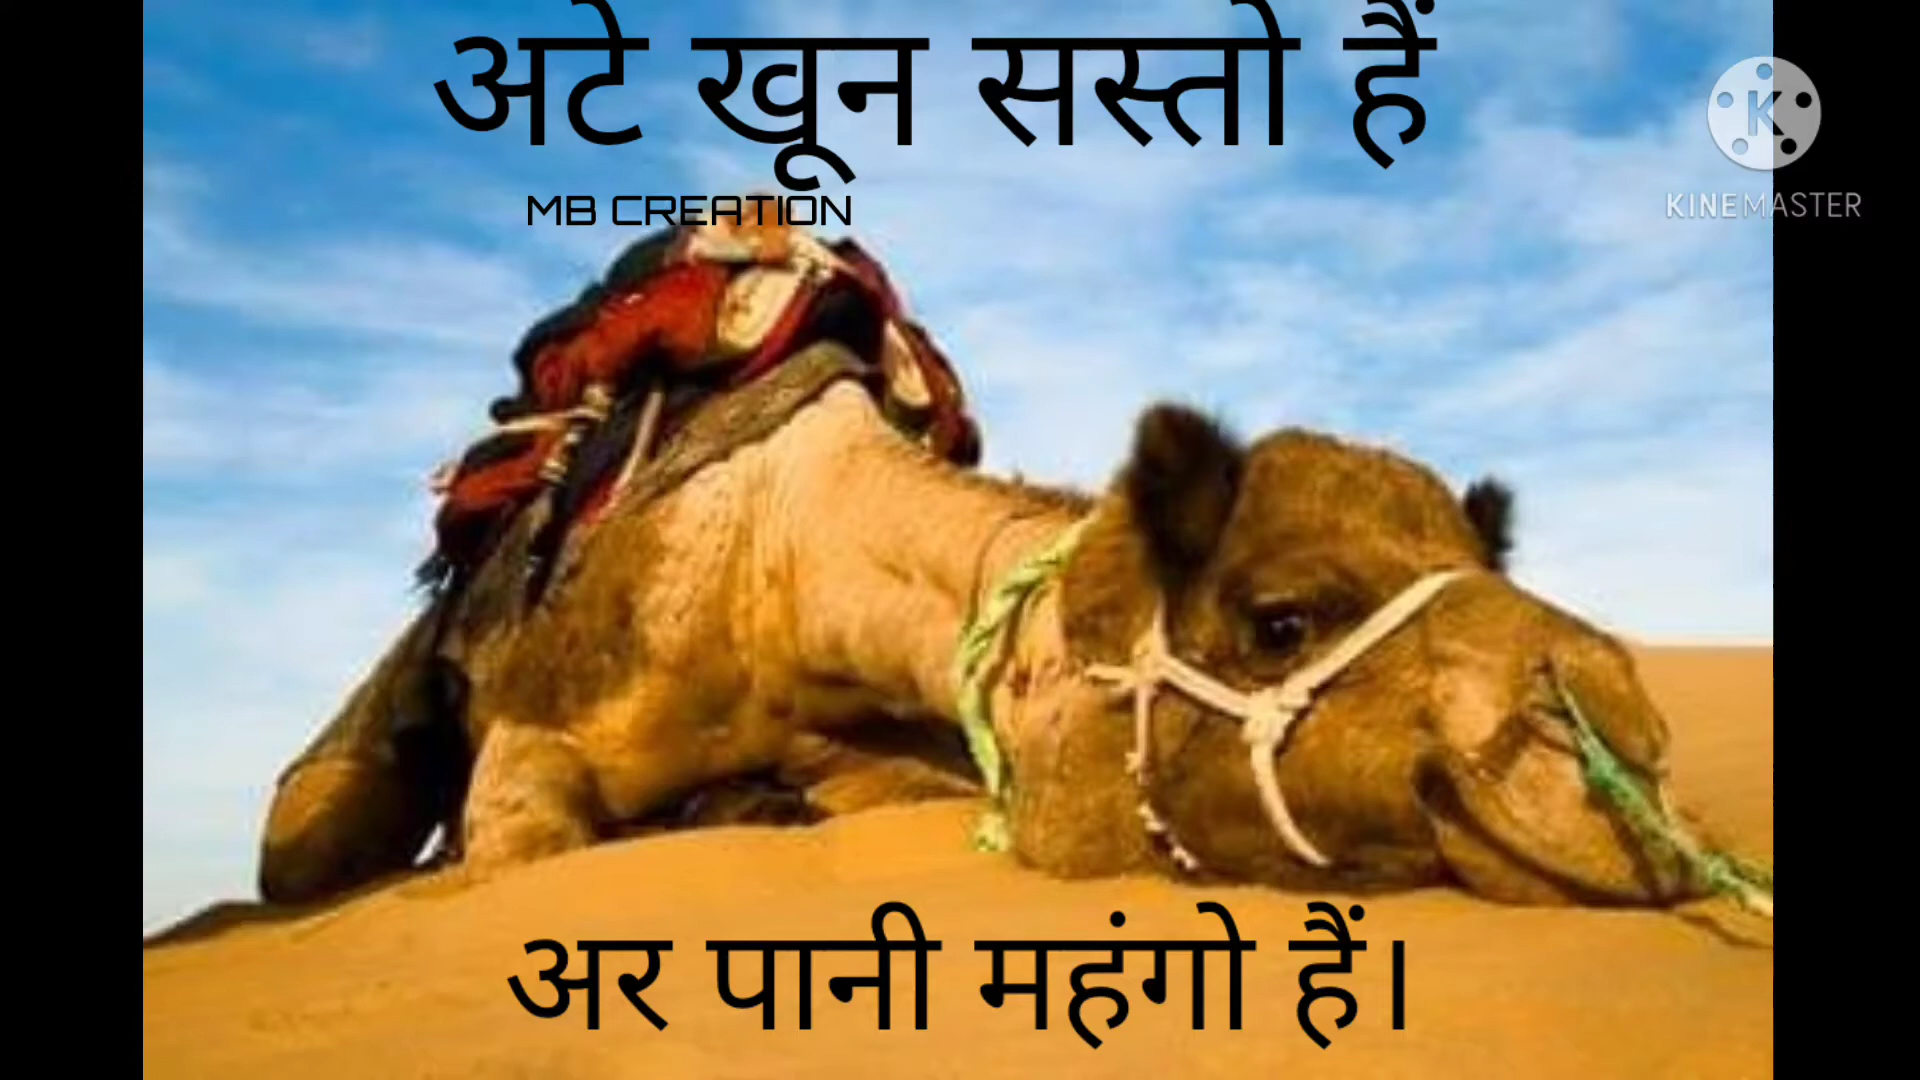 अटे खून सस्तो हैं
MB CREATION
K
KINEMASTER
अर पानी महंगो हैं।